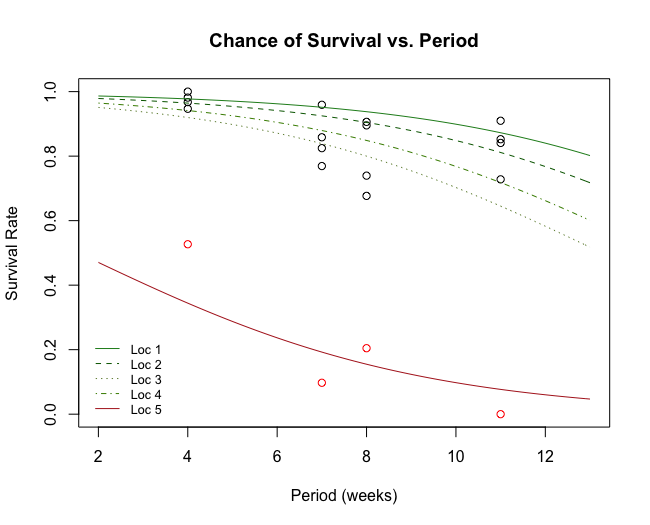 Chance of Survival vs. Period
Survival Rate
1.0
0.8
0.6
0.4
0.2
0.0
Loc 1
Loc 2
Loc 3
Loc 4
Loc 5
2 4 6 8 10 12
Period (weeks)